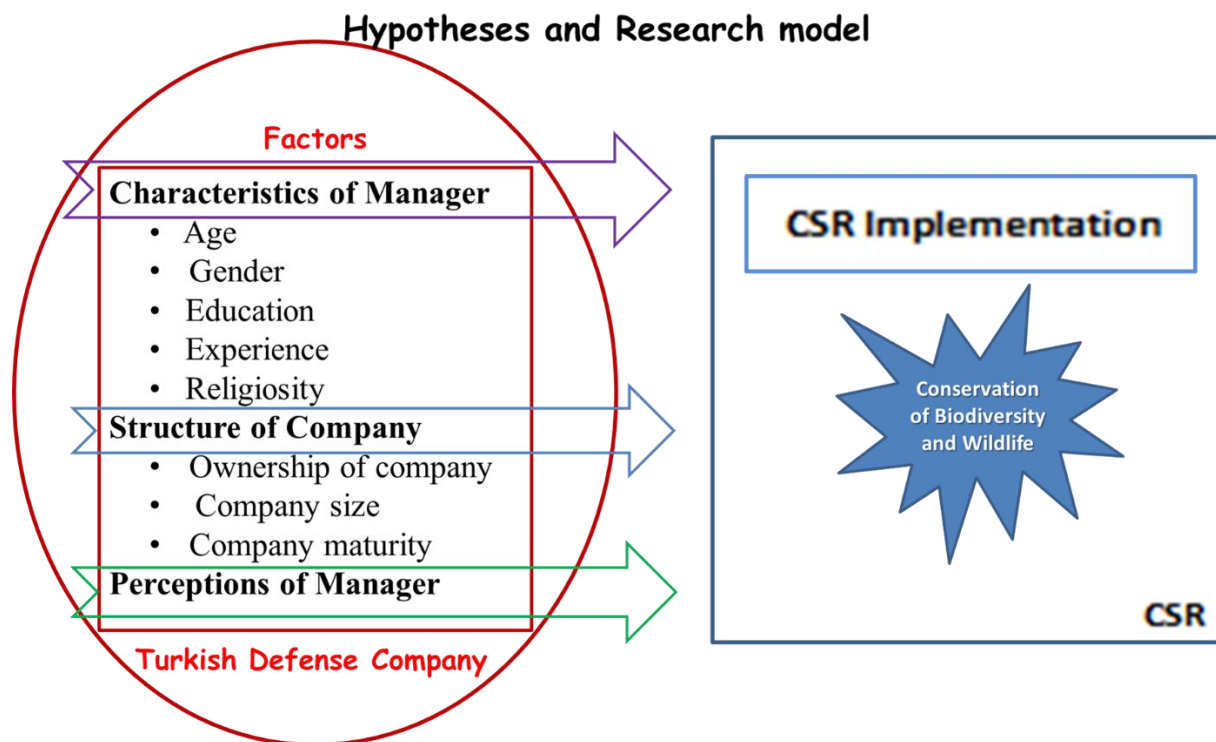 Hypotheses and Research model
Factors
Characteristics of Manager
• Age
• Gender
• Education
• Experience
• Religiosity
Structure of Company
• Ownership of company
• Company size
• Company maturity
Perceptions of Manager
Turkish Defense Company
CSR Implementation
Conservation
of Biodiversity
and Wildlife
CSR